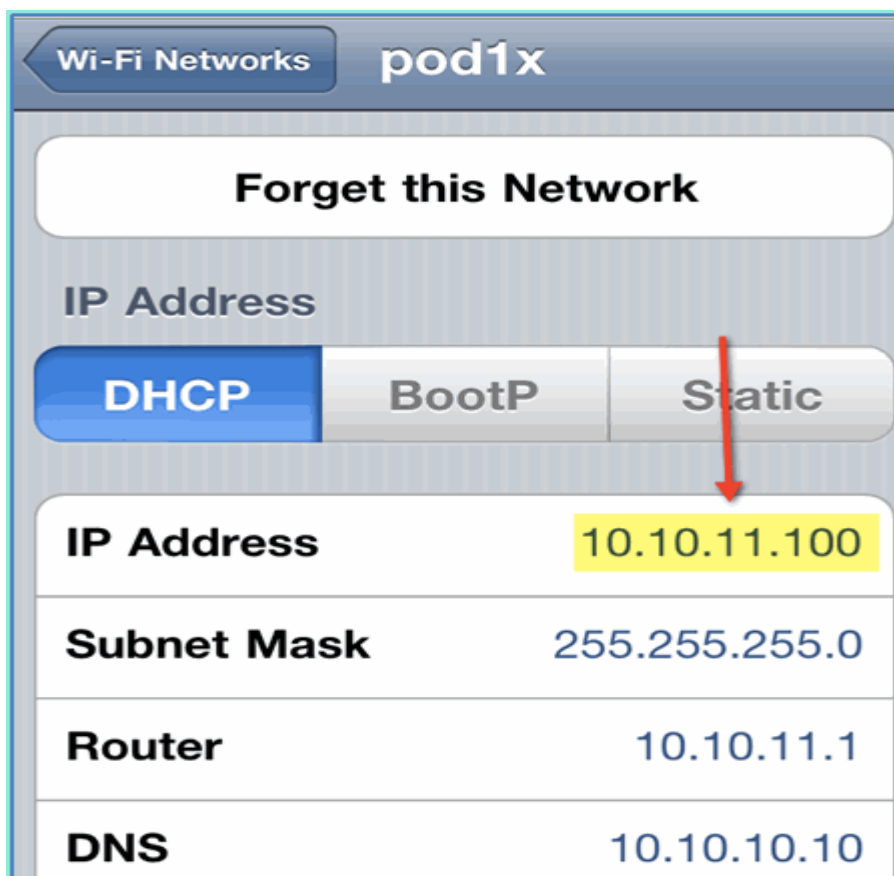 Wi-Fi Networks pod1x
Forget this Network
IP Address
DHCP BootP Static
IP Address 10.10.11.100
Subnet Mask 255.255.255.0
Router 10.10.11.1
DNS 10.10.10.10